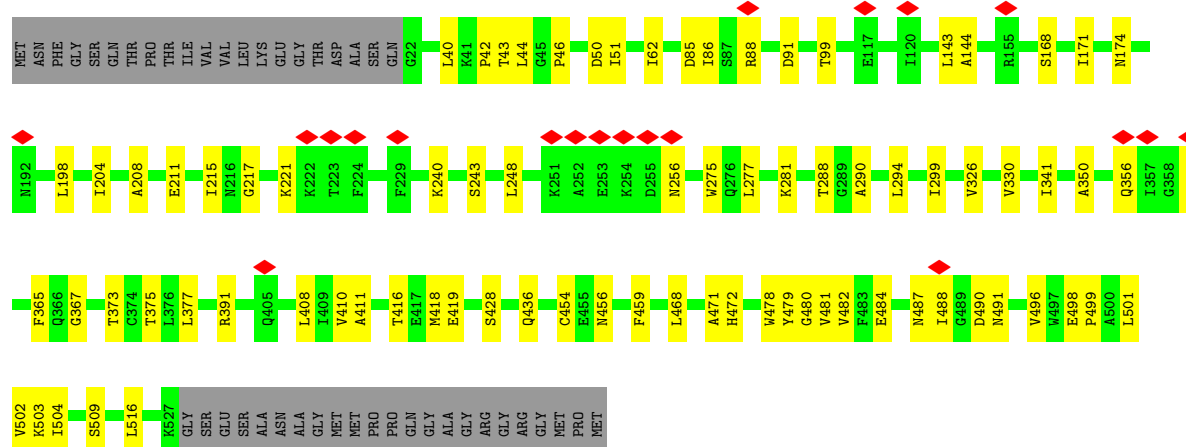 MET ASN PHE GLY SER GLN THR PRO THR THR ILE VAL VAL LEU LYS GLU GLY THR ASP ALA SER GLN G22 L40 K41 P42 T43 L44 G45 P46 D50 I51 I62 D85 I86 S87 R88 D91 T99 E117 I120 L143 A144 R155 S168 I171 N174
N192 L198 I204 A208 E211 I215 N216 G217 K221 K222 T223 F224 F229 K240 S243 L248 K251 A252 E253 K254 D255 N256 W275 Q276 L277 K281 T288 G289 A290 L294 I299 V326 V330 I341 A350 Q356 I357 G358
F365 Q366 G367 T373 C374 T375 L376 L377 R391 Q405 L408 I409 V410 A411 T416 E417 M418 E419 S428 Q436 C454 E455 N456 F459 L468 A471 H472 W478 Y479 G480 V481 V482 F483 E484 N487 I488 G489 D490 N491 V496 W497 E498 P499 A500 L501
V502 K503 I504 S509 L516 K527 GLY SER GLU SER ALA ASN ALA GLY MET MET PRO PRO GLN GLY ALA GLY ARG GLY ARG GLY MET PRO MET